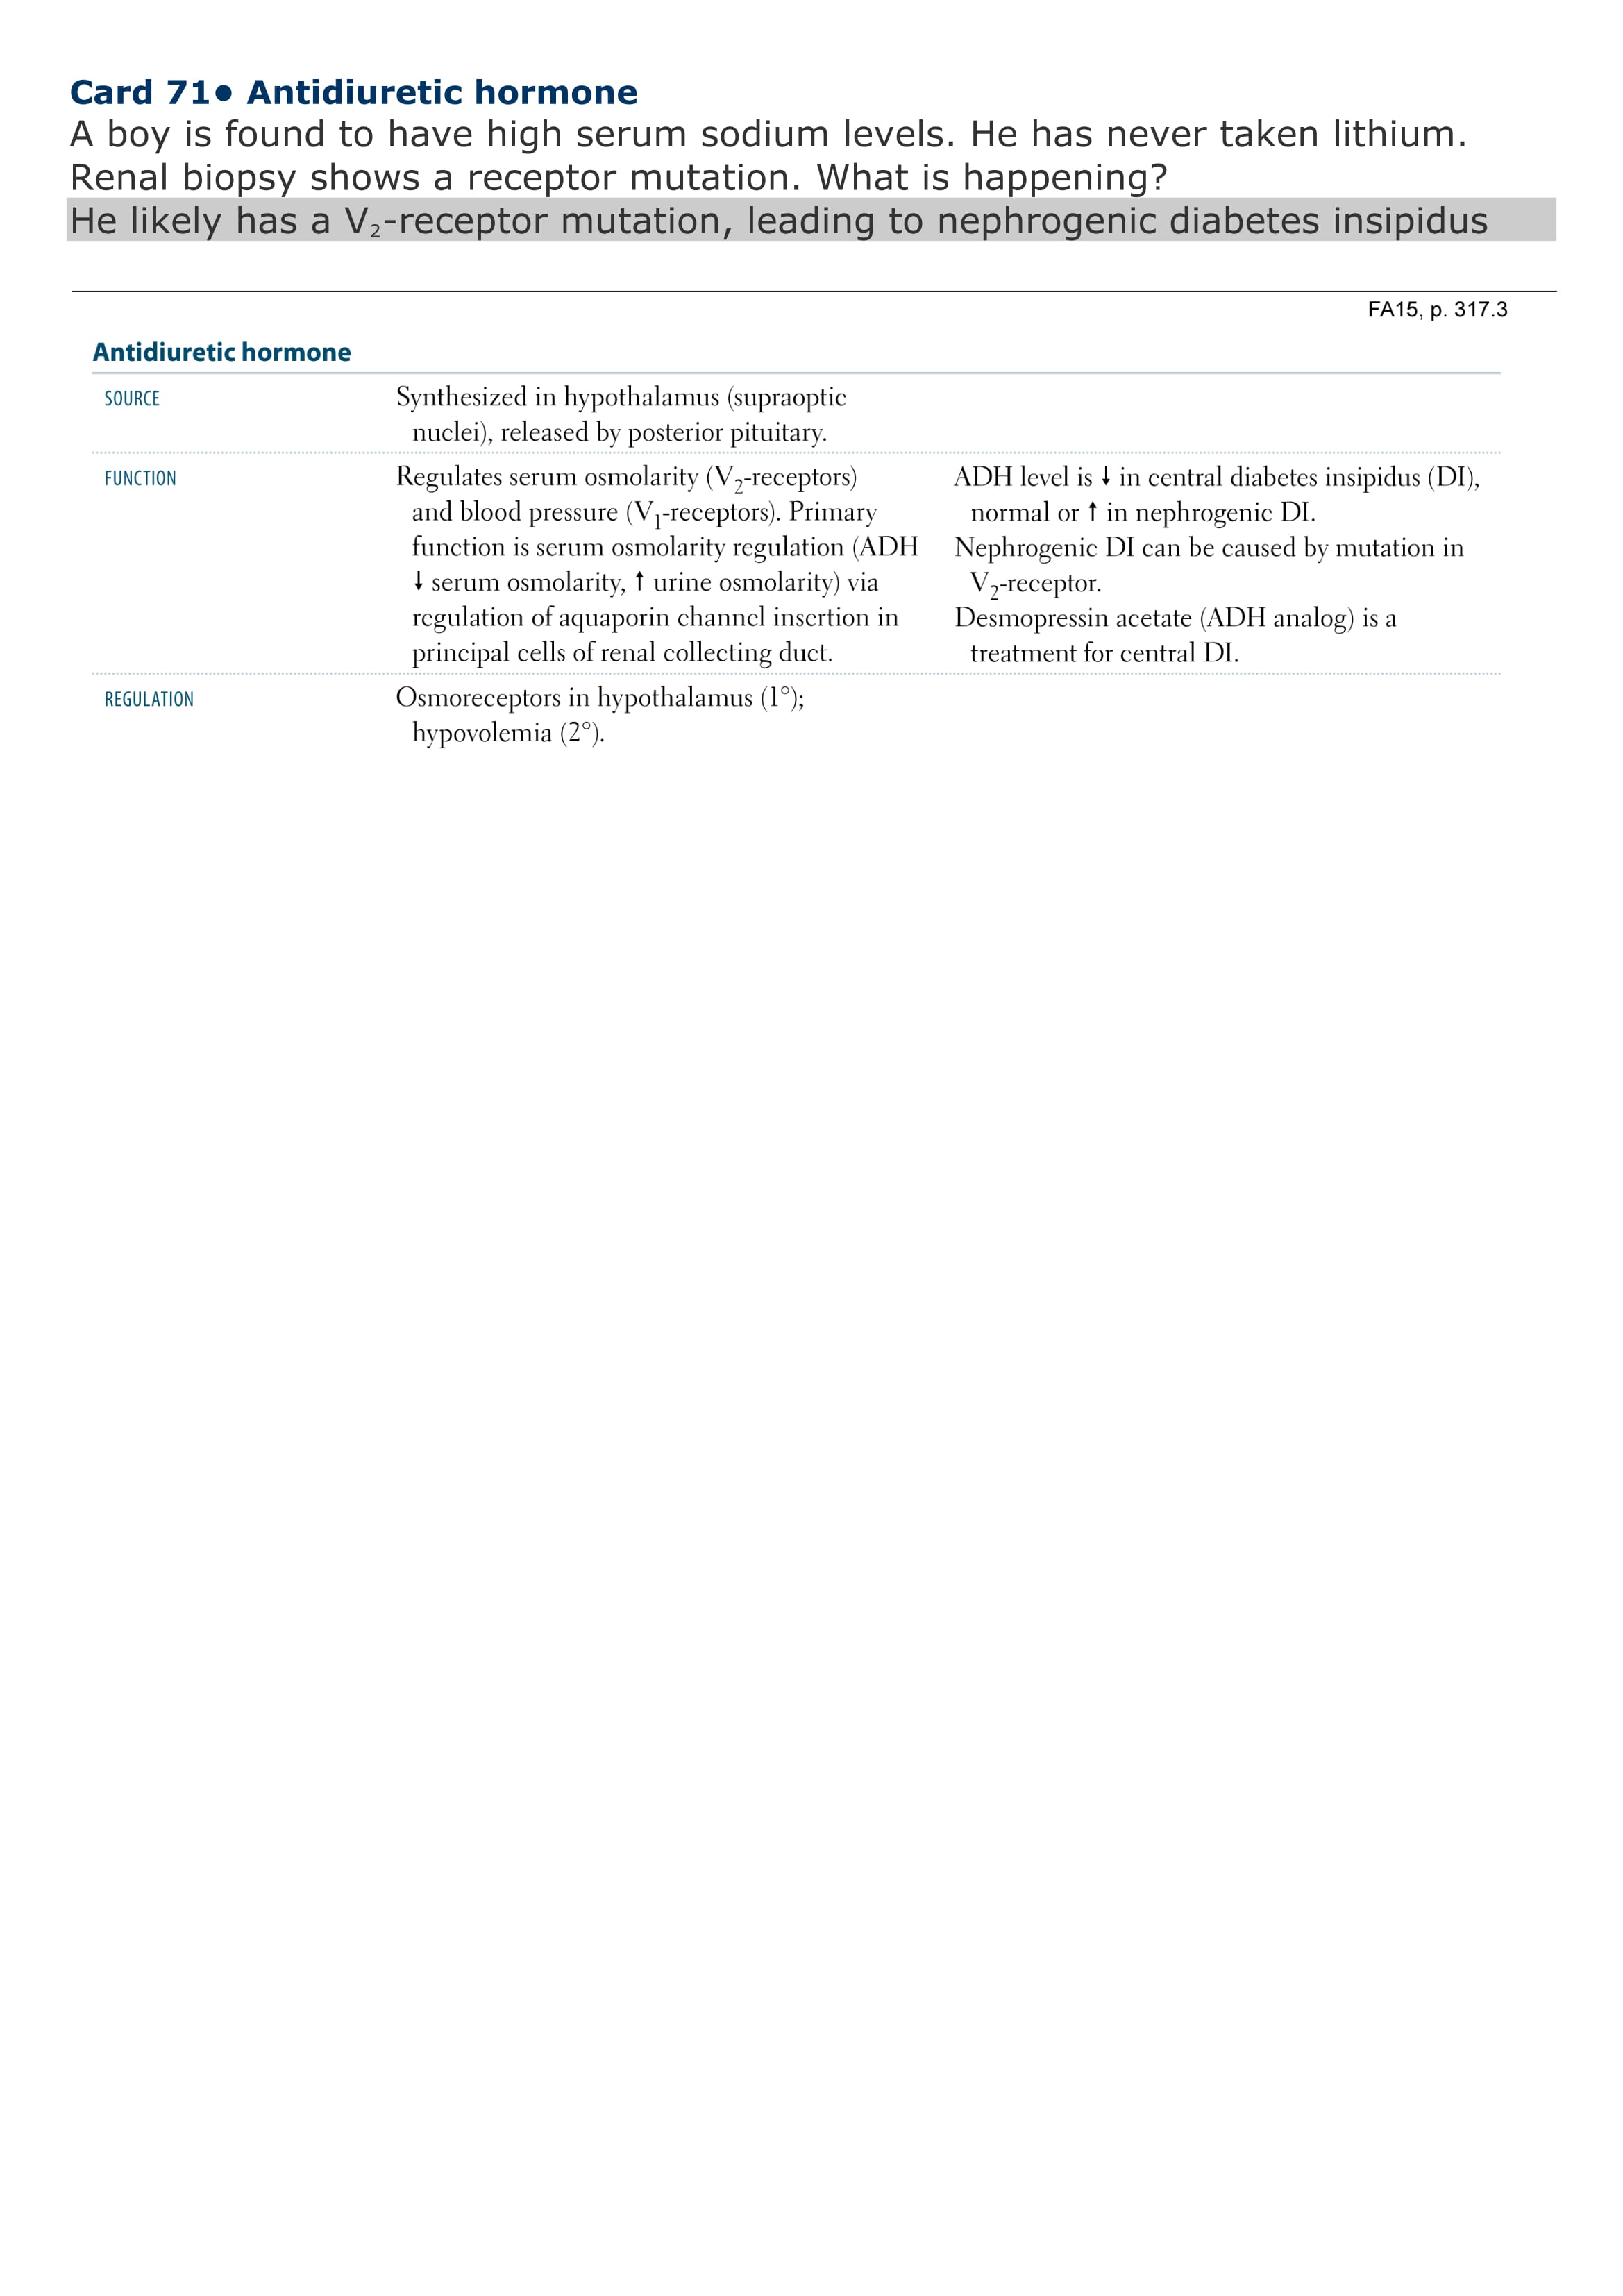 Card 71● Antidiuretic hormone
A boy is found to have high serum sodium levels. He has never taken lithium.
Renal biopsy shows a receptor mutation. What is happening?
He likely has a V₂-receptor mutation, leading to nephrogenic diabetes insipidus
FA15, p. 317.3
Antidiuretic hormone
SOURCE
Synthesized in hypothalamus (supraoptic
nuclei), released by posterior pituitary.
FUNCTION
Regulates serum osmolarity (V₂-receptors)
and blood pressure (V₁-receptors). Primary
function is serum osmolarity regulation (ADH
↓ serum osmolarity, ↑ urine osmolarity) via
regulation of aquaporin channel insertion in
principal cells of renal collecting duct.
ADH level is ↓ in central diabetes insipidus (DI),
normal or ↑ in nephrogenic DI.
Nephrogenic DI can be caused by mutation in
V₂-receptor.
Desmopressin acetate (ADH analog) is a
treatment for central DI.
REGULATION
Osmoreceptors in hypothalamus (1°);
hypovolemia (2°).